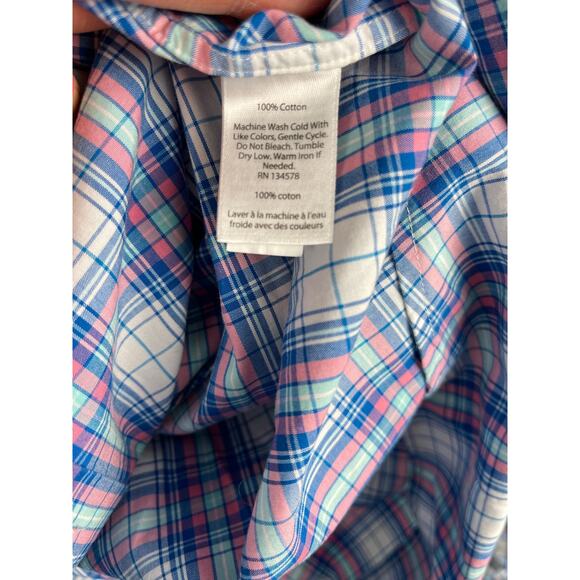 100% Cotton
Machine Wash Cold With
Like Colors, Gentle Cycle.
Do Not Bleach. Tumble
Dry Low. Warm Iron If
Needed.
RN 134578
100% coton
Laver à la machine à l'eau
froide avec des couleurs